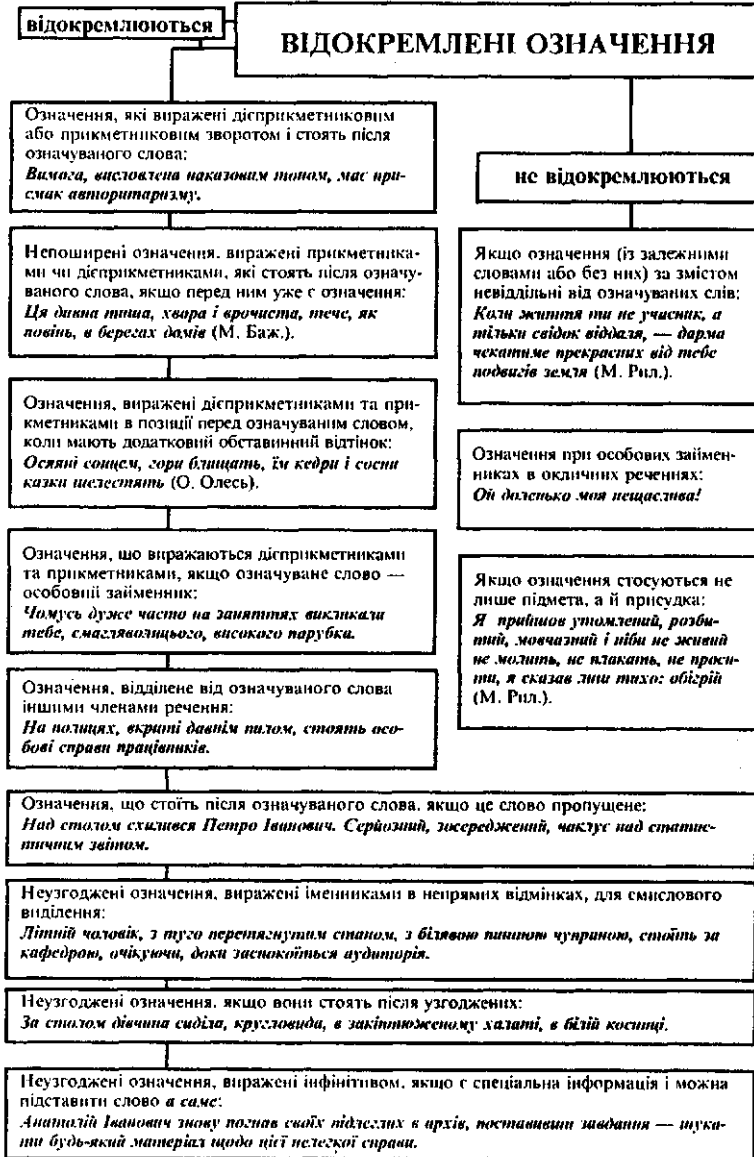 відокремлюються
ВІДОКРЕМЛЕНІ ОЗНАЧЕННЯ
Означення, які виражені дієприкметниковим
або прикметниковим зворотом і стоять після
означуваного слова:
Вимога, висловлена наказовим тоном, має при-
смак авторитаризму.
Непоширені означення, виражені прикметника-
ми чи дієприкметниками, які стоять після означу-
ваного слова, якщо перед ним уже є означення:
Ця дивна тиша, хвора і врочиста, тече, як
повінь, в берегах домів (М. Баж.).
Означення, виражені дієприкметниками та при-
кметниками в позиції перед означуваним словом,
коли мають додатковий обставинний відтінок:
Осяяні сонцем, гори блищать, їм кедри і сосни
казки шелестять (О. Олесь).
Означення, що виражаються дієприкметниками
та прикметниками, якщо означуване слово —
особовий займенник:
Чомусь дуже часто на заняттях викликали
тебе, смаглволицього, високого парубка.
Означення, відділене від означуваного слова
іншими членами речення:
На полицях, вкриті давнім пилом, стоять осо-
бові справи працівників.
не відокремлюються
Якщо означення (із залежними
словами або без них) за змістом
невіддільні від означуваних слів:
Коли життя ти не учасник, а
тільки свідок віддаля, — дарма
чекатиме прекрасних від тебе
подвигів земля (М. Рил.).
Означення при особових займен-
никах в окличних реченнях:
Ой доленько моя нещаслива!
Якщо означення стосуються не
лише підмета, а й присудка:
Я прийшов утомлений, розби-
тий, мовчазний і ніби не живий
не молить, не плакать, не проси-
ти, я сказав лиш тихо: обігрій
(М. Рил.).
Означення, що стоїть після означуваного слова, якщо це слово пропущене:
Над столом схилився Петро Іванович. Серйозний, зосереджений, чаклує над статис-
тичним звітом.
Неузгоджені означення, виражені іменниками в непрямих відмінках, для смислового
виділення:
Літній чоловік, з туго перетягнутим станом, з білявою пишною чуприною, стоїть за
кафедрою, очікуючи, доки заспокоїться аудиторія.
Неузгоджені означення, якщо вони стоять після узгоджених:
За столом дівчина сиділа, кругловида, в закіптюженому халаті, в білій косинці.
Неузгоджені означення, виражені інфінітивом, якщо є спеціальна інформація і можна
підставити слово а саме:
Анатолій Іванович знову погнав своїх підлеглих в архів, поставивши завдання — шука-
ти будь-який матеріал щодо цієї нелегкої справи.